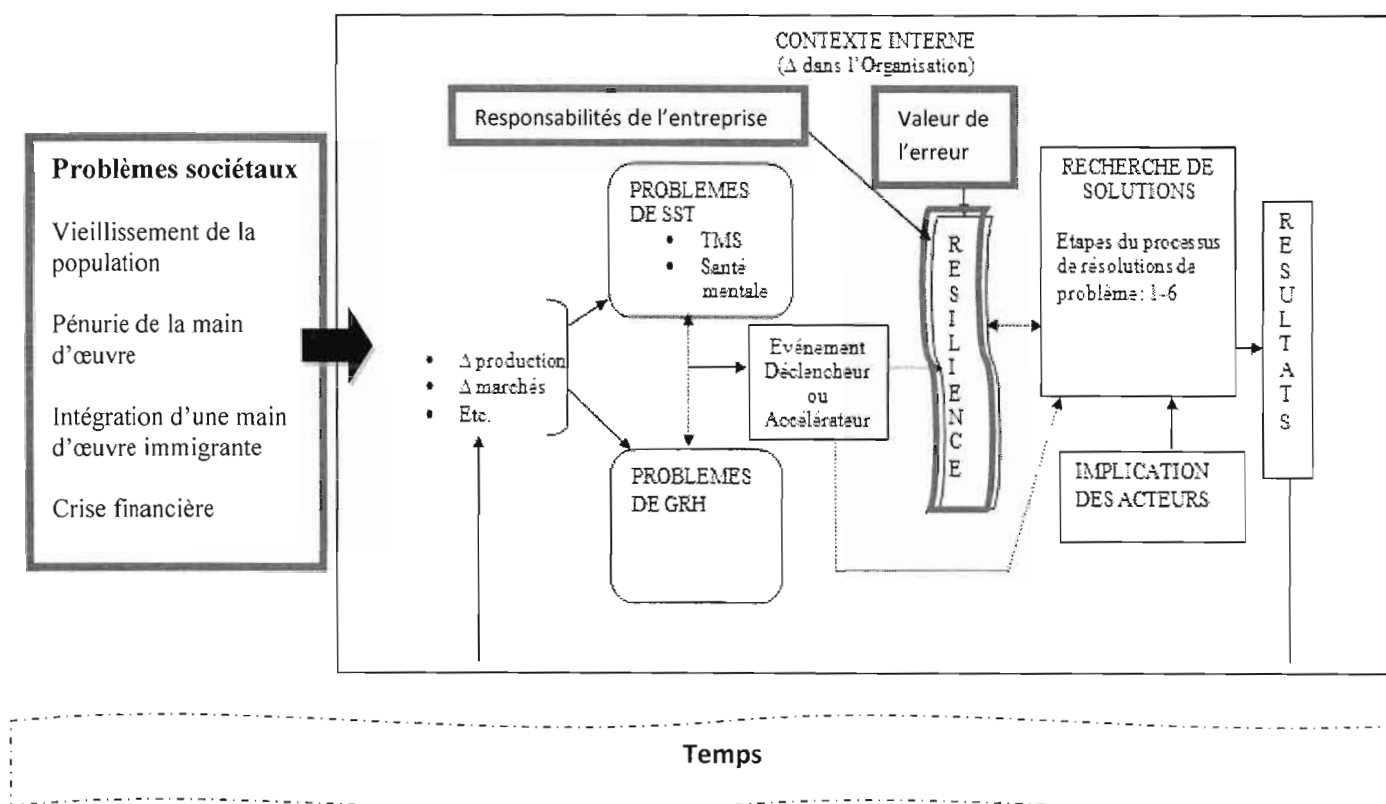 CONTEXTE INTERNE
(Δ dans l'Organisation)
Responsabilités de l'entreprise
Valeur de
l'erreur
Problèmes sociétaux
Vieillissement de la
population
Pénurie de la main
d'œuvre
Intégration d'une main
d'œuvre immigrante
Crise financière
• Δ production
• Δ marchés
• Etc.
PROBLEMES
DE SST
• TMS
• Santé
mentale
PROBLEMES
DE GRH
Evénement
Déclencheur
ou
Accélérateur
R
E
S
I
L
I
E
N
C
E
RECHERCHE DE
SOLUTIONS
Etapes du processus
de résolutions de
problème: 1-6
IMPLICATION
DES ACTEURS
R
E
S
U
L
T
A
T
S
Temps